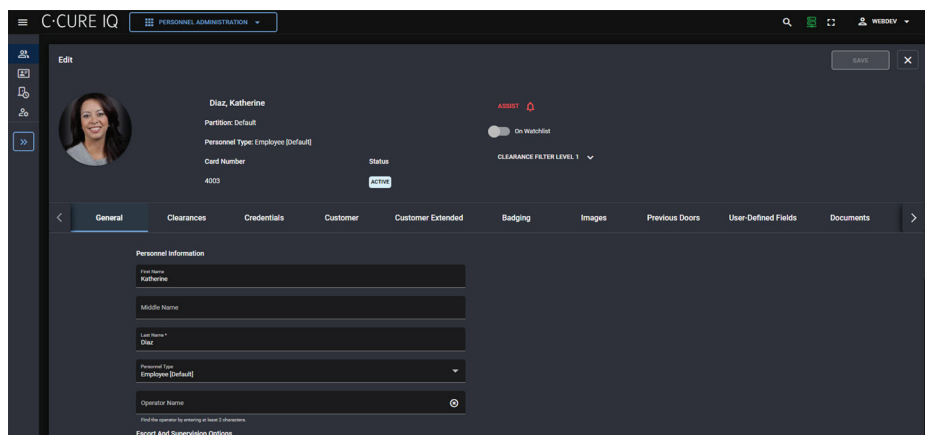 C·CURE IQ PERSONNEL ADMINISTRATION WEBDEV
Edit SAVE
Diaz, Katherine
ASSIST
Partition: Default
On Watchlist
Personnel Type: Employee [Default]
CLEARANCE FILTER LEVEL 1
Card Number Status
4003 ACTIVE
General Clearances Credentials Customer Customer Extended Badging Images Previous Doors User-Defined Fields Documents
Personnel Information
First Name
Katherine
Middle Name
Last Name *
Diaz
Personnel Type
Employee [Default]
Operator Name
Find the operator by entering at least 2 characters.
Escort And Supervision Options